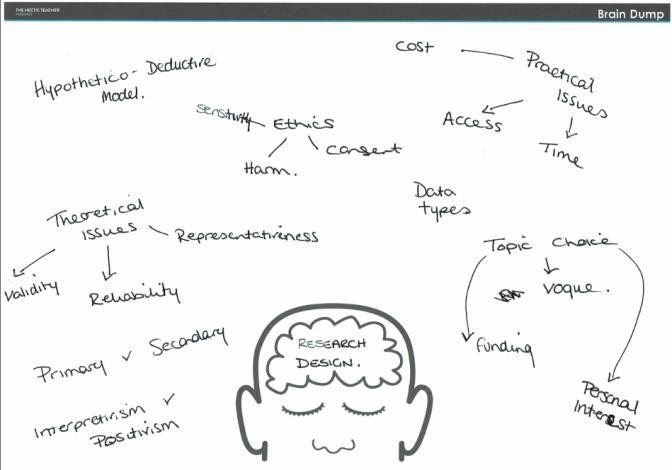 THE HECTIC TEACHER
RESOURCES
Brain Dump
Hypothetico-Deductive
Model.
Cost
Practical
Issues
Access
Time
Sensitivity
Ethics
Harm.
Consent
Data
types
Theoretical
Issues
Representativeness
Validity
Reliability
Topic Choice
Vogue.
Funding
Personal
Interest
Primary v Secondary
Interpretivism v
Positivism
RESEARCH
DESIGN.